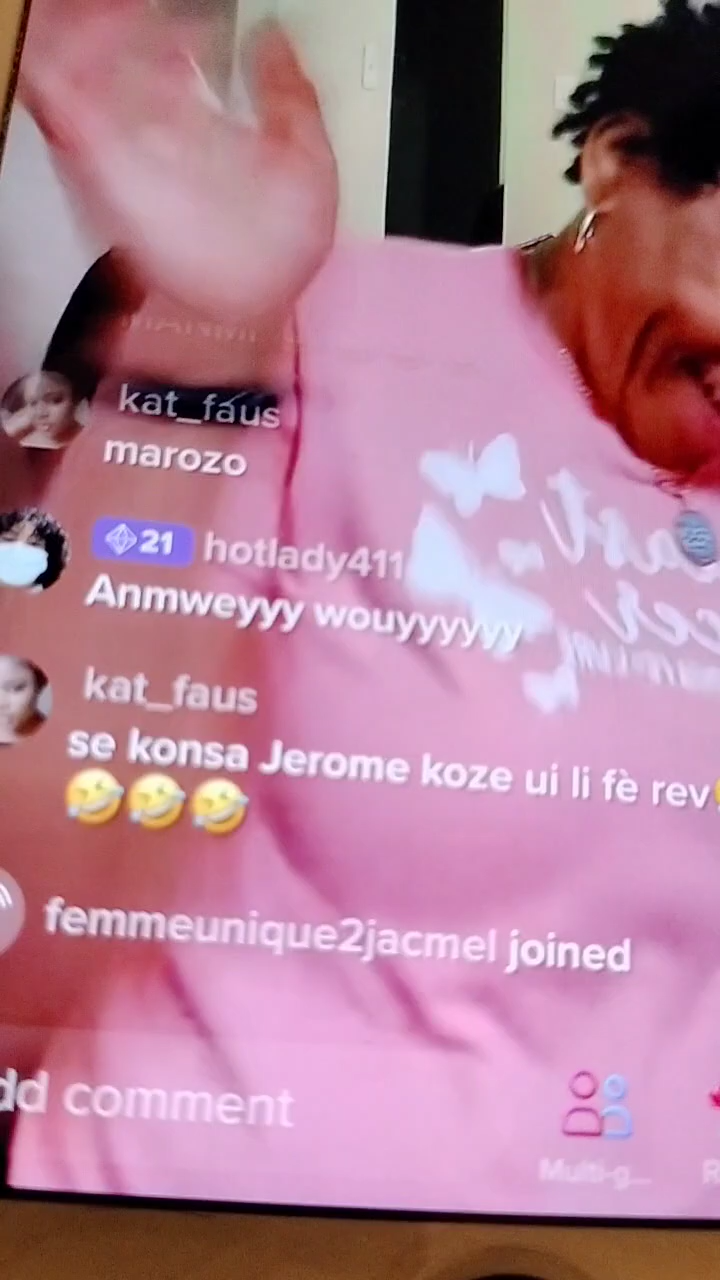 kat_faus
marozo
21 hotlady411
Anmweyyy wouyyyyyy
kat_faus
se konsa Jerome koze ui li fè rev
🤣🤣🤣
femmeunique2jacmel joined
dd comment
Multi-g...
R